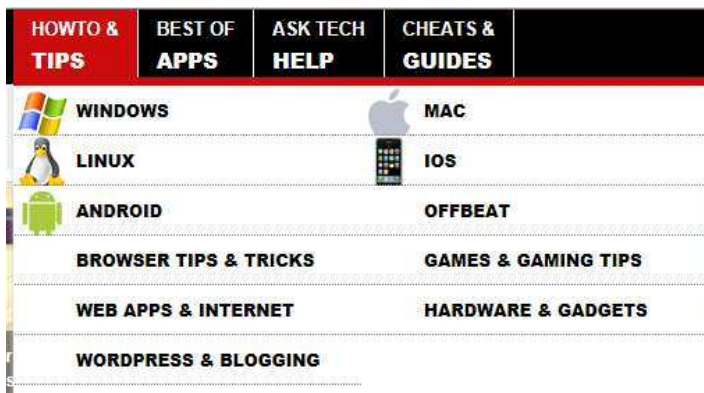 HOWTO & TIPS
BEST OF APPS
ASK TECH HELP
CHEATS & GUIDES
WINDOWS
MAC
LINUX
IOS
ANDROID
OFFBEAT
BROWSER TIPS & TRICKS
GAMES & GAMING TIPS
WEB APPS & INTERNET
HARDWARE & GADGETS
WORDPRESS & BLOGGING